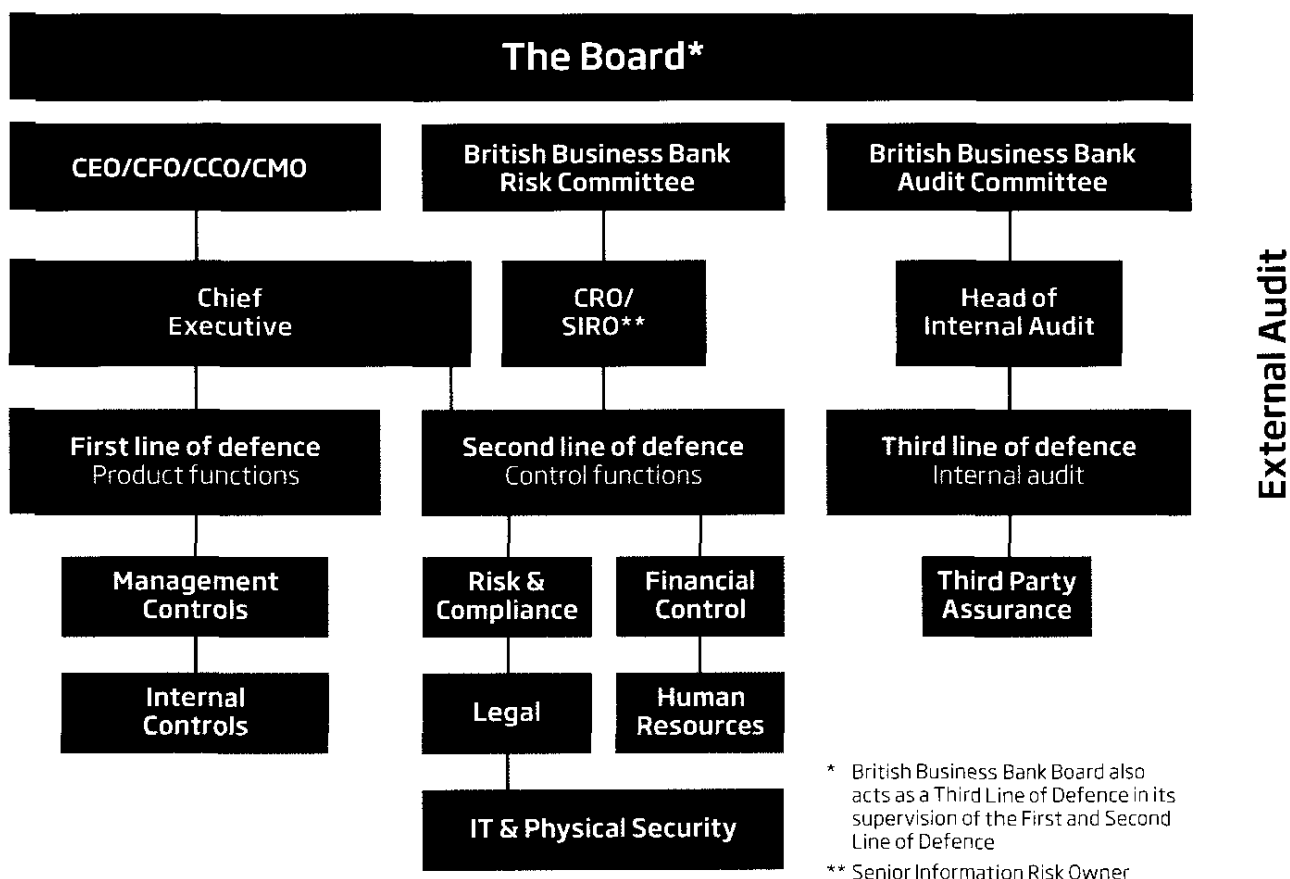 The Board*
CEO/CFO/CCO/CMO
British Business Bank
Risk Committee
British Business Bank
Audit Committee
Chief
Executive
CRO/
SIRO**
Head of
Internal Audit
First line of defence
Product functions
Second line of defence
Control functions
Third line of defence
Internal audit
Management
Controls
Risk &
Compliance
Financial
Control
Third Party
Assurance
Internal
Controls
Legal
Human
Resources
IT & Physical Security
External Audit
* British Business Bank Board also
acts as a Third Line of Defence in its
supervision of the First and Second
Line of Defence
** Senior Information Risk Owner